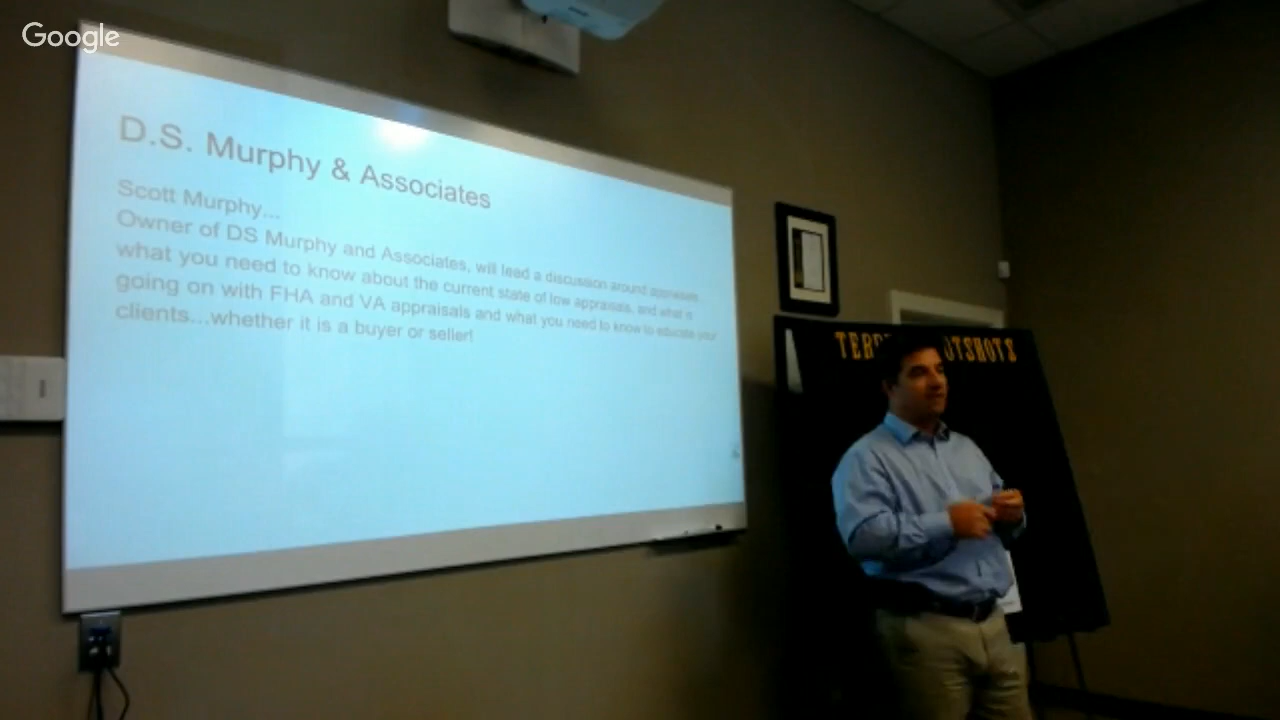 Google
D.S. Murphy & Associates
Scott Murphy...
Owner of DS Murphy and Associates, will lead a discussion around appraisals
what you need to know about the current state of low appraisals, and what is
going on with FHA and VA appraisals and what you need to know to educate your
clients...whether it is a buyer or seller!
TERR OTSHOTS